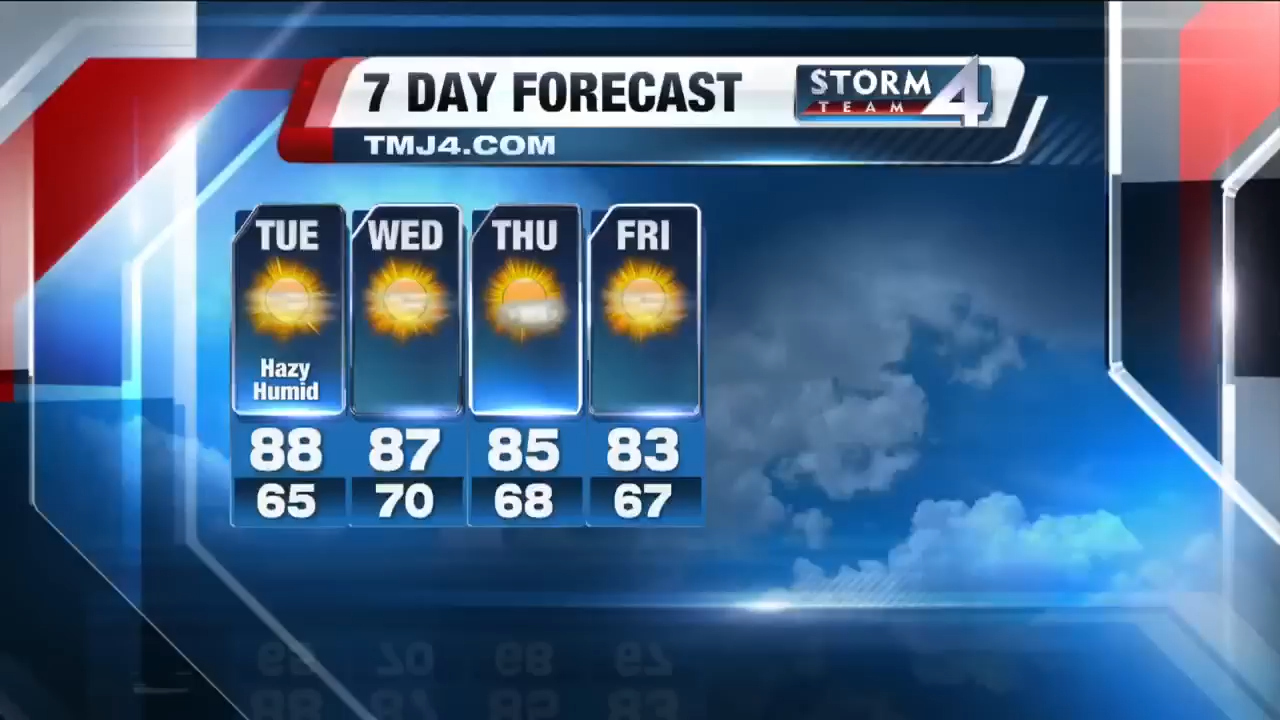 7 DAY FORECAST
STORM 4
TEAM
TMJ4.COM
TUE WED THU FRI
Hazy
Humid
88 87 85 83
65 70 68 67